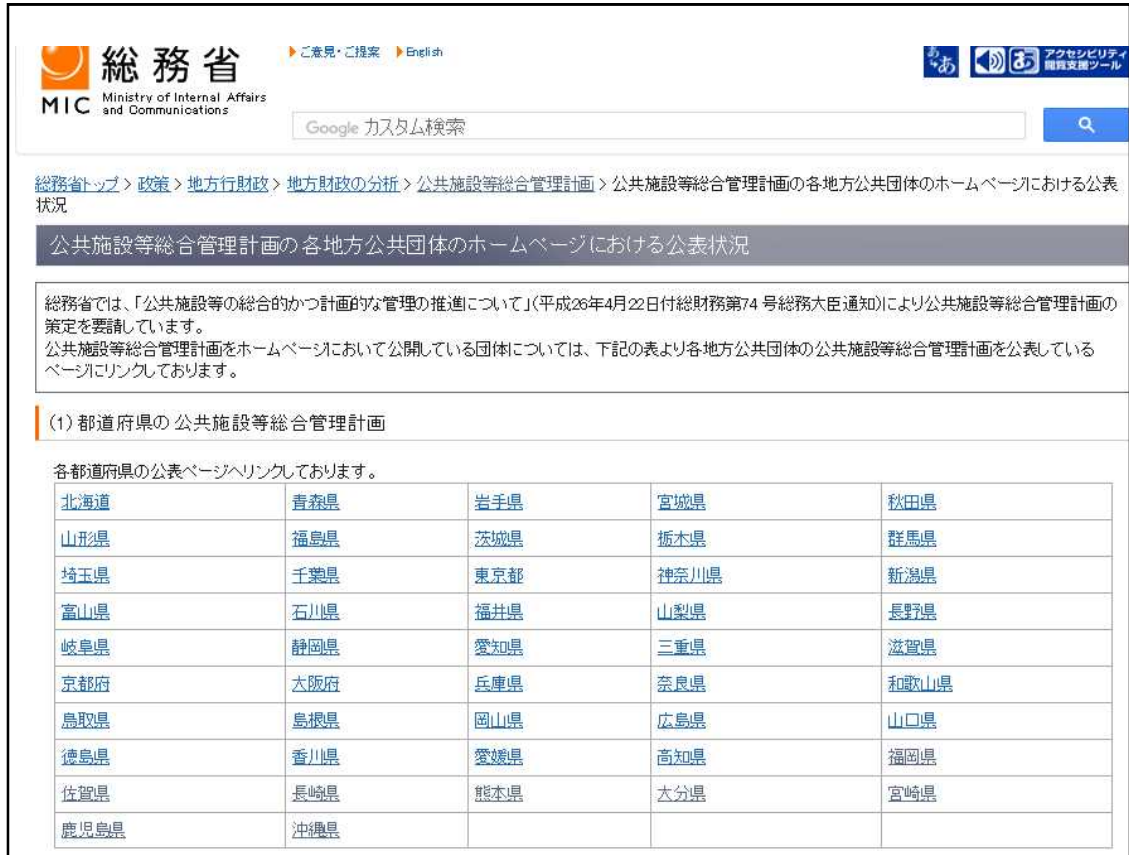 総務省
ご意見・ご提案 English
ああ あ アクセシビリティ
閲覧支援ツール
MIC Ministry of Internal Affairs
and Communications
Google カスタム検索
総務省トップ > 政策 > 地方行財政 > 地方財政の分析 > 公共施設等総合管理計画 > 公共施設等総合管理計画の各地方公共団体のホームページにおける公表
状況
公共施設等総合管理計画の各地方公共団体のホームページにおける公表状況
総務省では、「公共施設等の総合的かつ計画的な管理の推進について」(平成26年4月22日付総財務第74 号総務大臣通知)により公共施設等総合管理計画の
策定を要請しています。
公共施設等総合管理計画をホームページにおいて公開している団体については、下記の表より各地方公共団体の公共施設等総合管理計画を公表している
ページにリンクしております。
(1) 都道府県の 公共施設等総合管理計画
各都道府県の公表ページへリンクしております。
北海道 青森県 岩手県 宮城県 秋田県
山形県 福島県 茨城県 栃木県 群馬県
埼玉県 千葉県 東京都 神奈川県 新潟県
富山県 石川県 福井県 山梨県 長野県
岐阜県 静岡県 愛知県 三重県 滋賀県
京都府 大阪府 兵庫県 奈良県 和歌山県
鳥取県 島根県 岡山県 広島県 山口県
徳島県 香川県 愛媛県 高知県 福岡県
佐賀県 長崎県 熊本県 大分県 宮崎県
鹿児島県 沖縄県